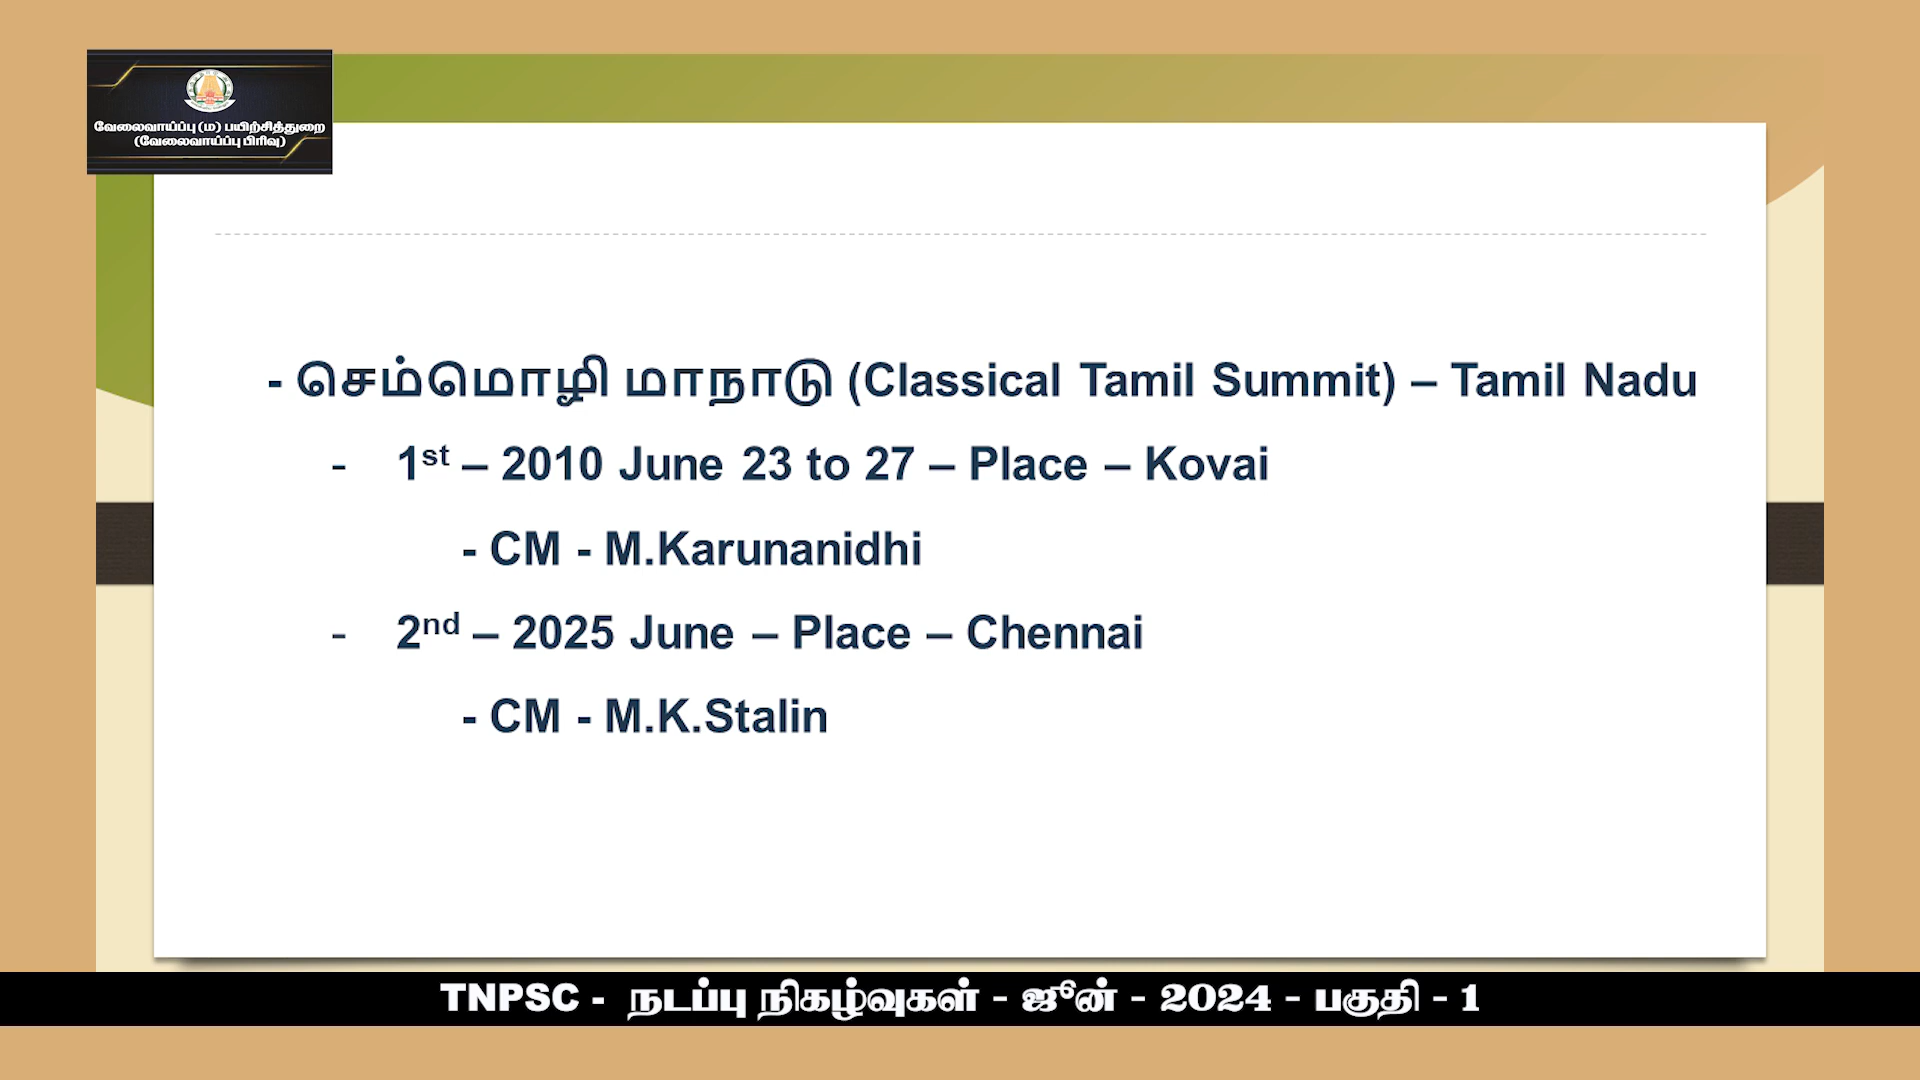 வேலைவாய்ப்பு (ம) பயிற்சித்துறை
(வேலைவாய்ப்பு பிரிவு)
- செம்மொழி மாநாடு (Classical Tamil Summit) – Tamil Nadu
- 1st – 2010 June 23 to 27 – Place – Kovai
- CM - M.Karunanidhi
- 2nd – 2025 June – Place – Chennai
- CM - M.K.Stalin
TNPSC - நடப்பு நிகழ்வுகள் - ஜூன் - 2024 - பகுதி - 1